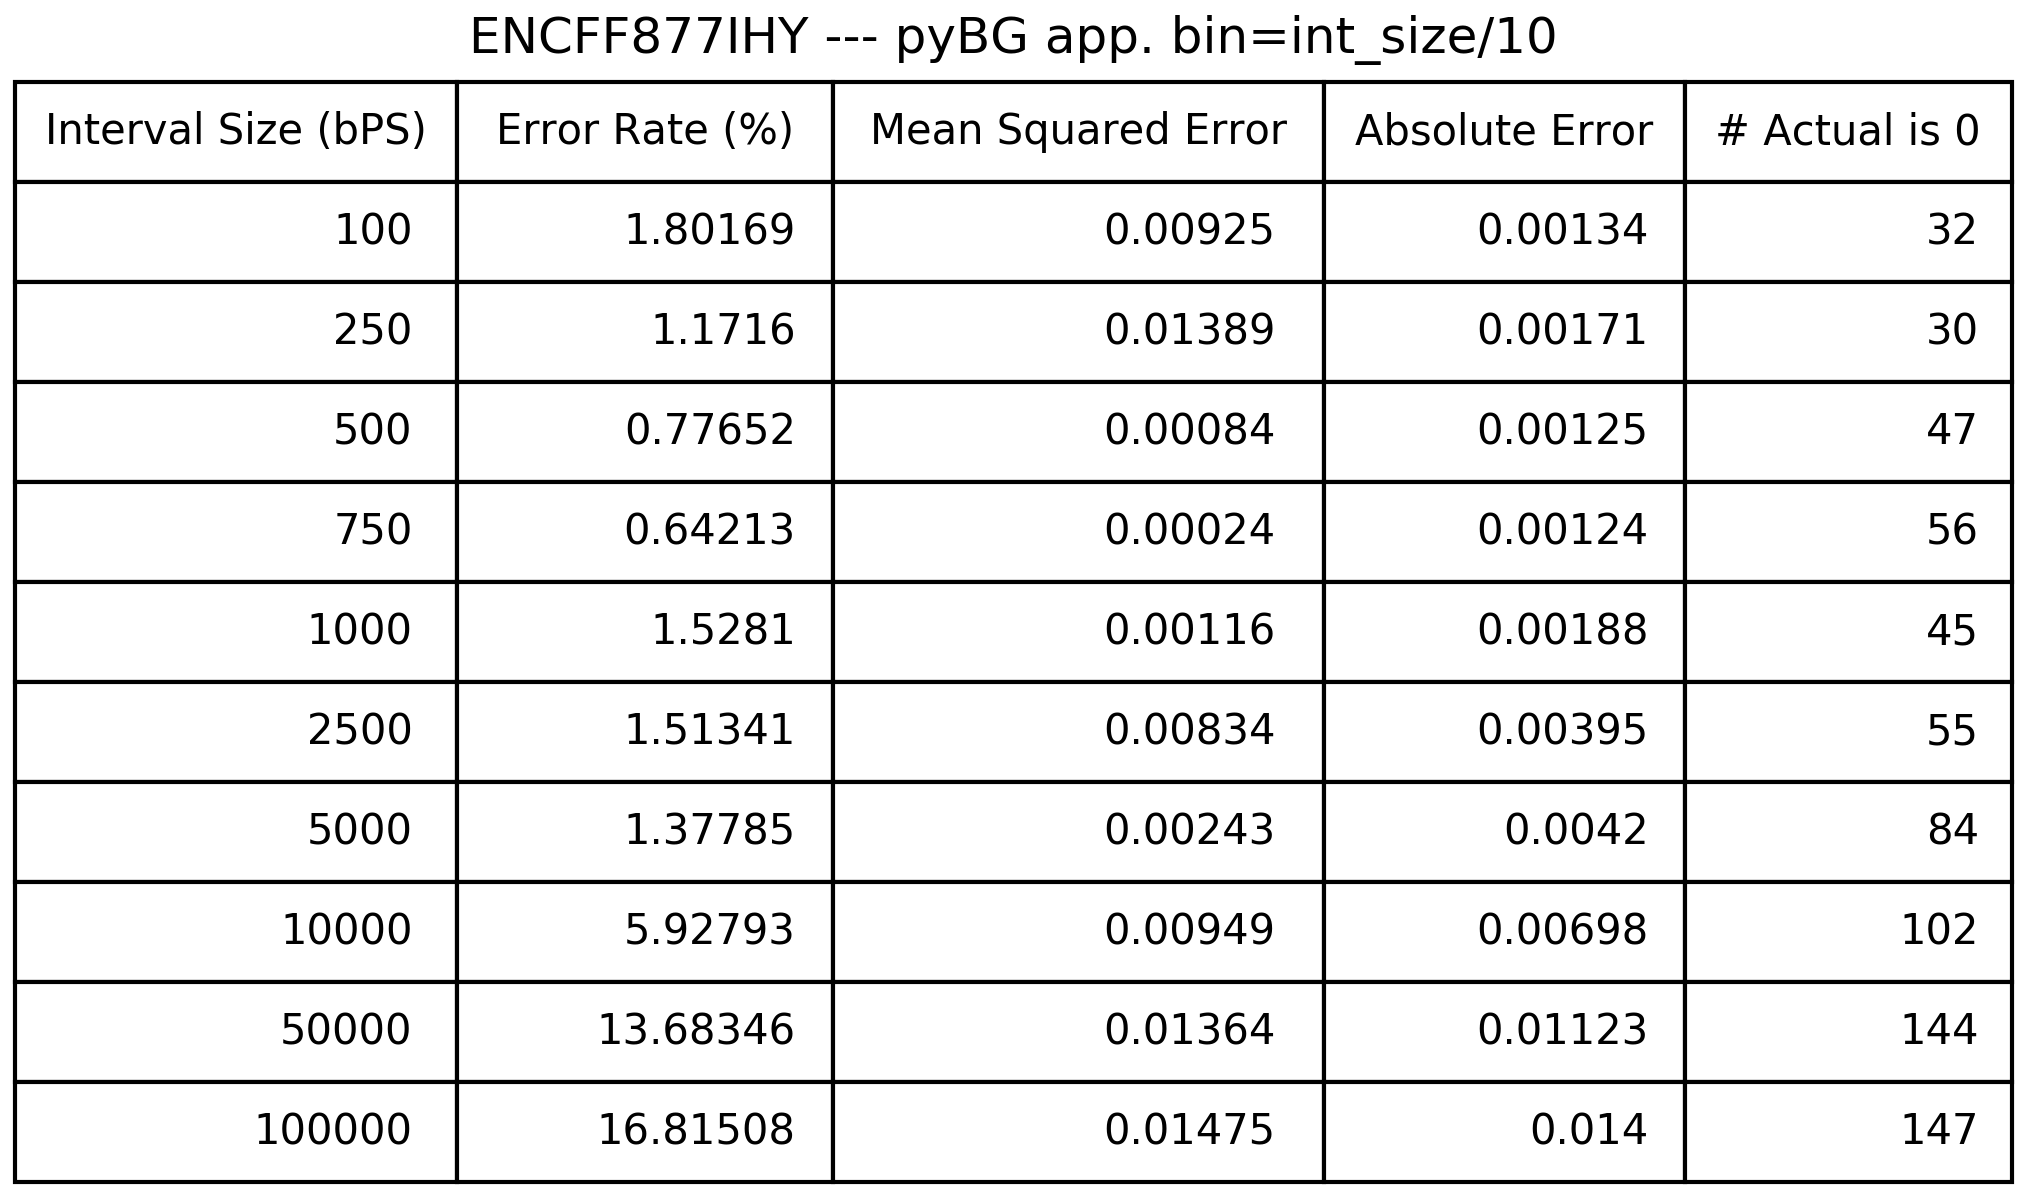 ENCFF877IHY --- pyBG app. bin=int_size/10
Interval Size (bPS) Error Rate (%) Mean Squared Error Absolute Error # Actual is 0
100 1.80169 0.00925 0.00134 32
250 1.1716 0.01389 0.00171 30
500 0.77652 0.00084 0.00125 47
750 0.64213 0.00024 0.00124 56
1000 1.5281 0.00116 0.00188 45
2500 1.51341 0.00834 0.00395 55
5000 1.37785 0.00243 0.0042 84
10000 5.92793 0.00949 0.00698 102
50000 13.68346 0.01364 0.01123 144
100000 16.81508 0.01475 0.014 147